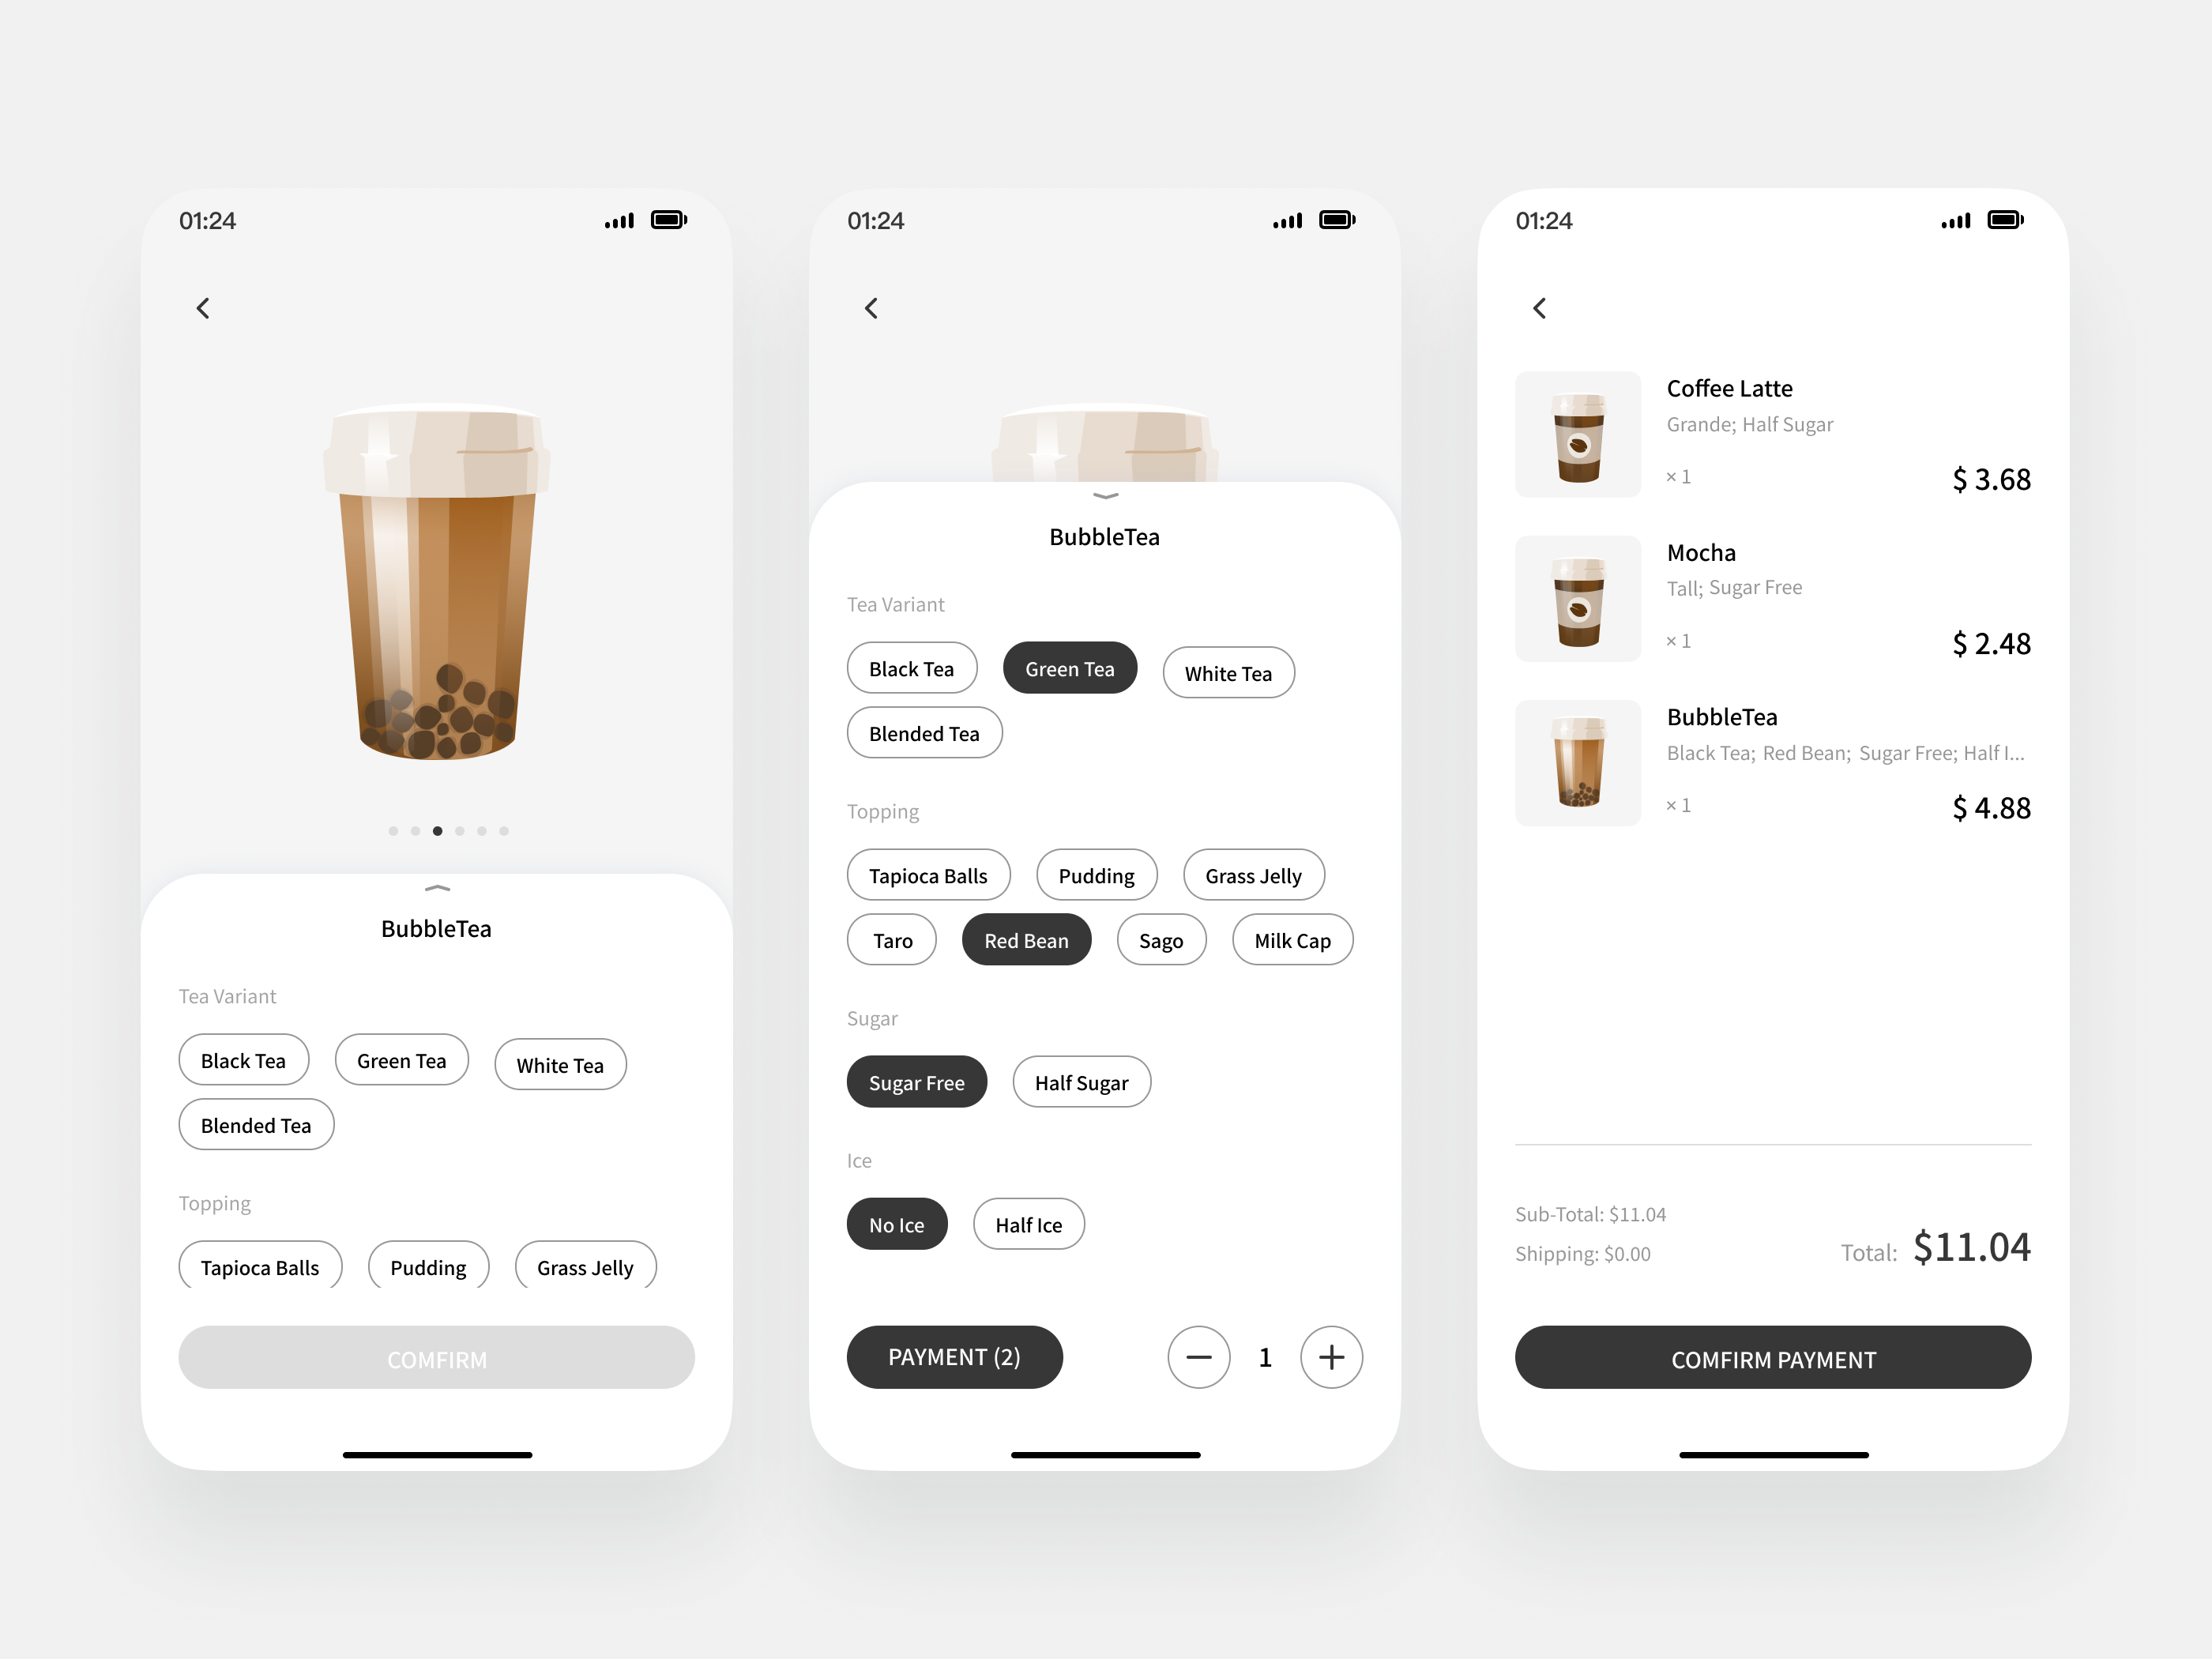 01:24
BubbleTea
Tea Variant
Black Tea Green Tea White Tea
Blended Tea
Topping
Tapioca Balls Pudding Grass Jelly
COMFIRM
01:24
BubbleTea
Tea Variant
Black Tea Green Tea White Tea
Blended Tea
Topping
Tapioca Balls Pudding Grass Jelly
Taro Red Bean Sago Milk Cap
Sugar
Sugar Free Half Sugar
Ice
No Ice Half Ice
PAYMENT (2) 1
01:24
Coffee Latte
Grande; Half Sugar
× 1 $ 3.68
Mocha
Tall; Sugar Free
× 1 $ 2.48
BubbleTea
Black Tea; Red Bean; Sugar Free; Half I...
× 1 $ 4.88
Sub-Total: $11.04
Shipping: $0.00
Total: $11.04
COMFIRM PAYMENT